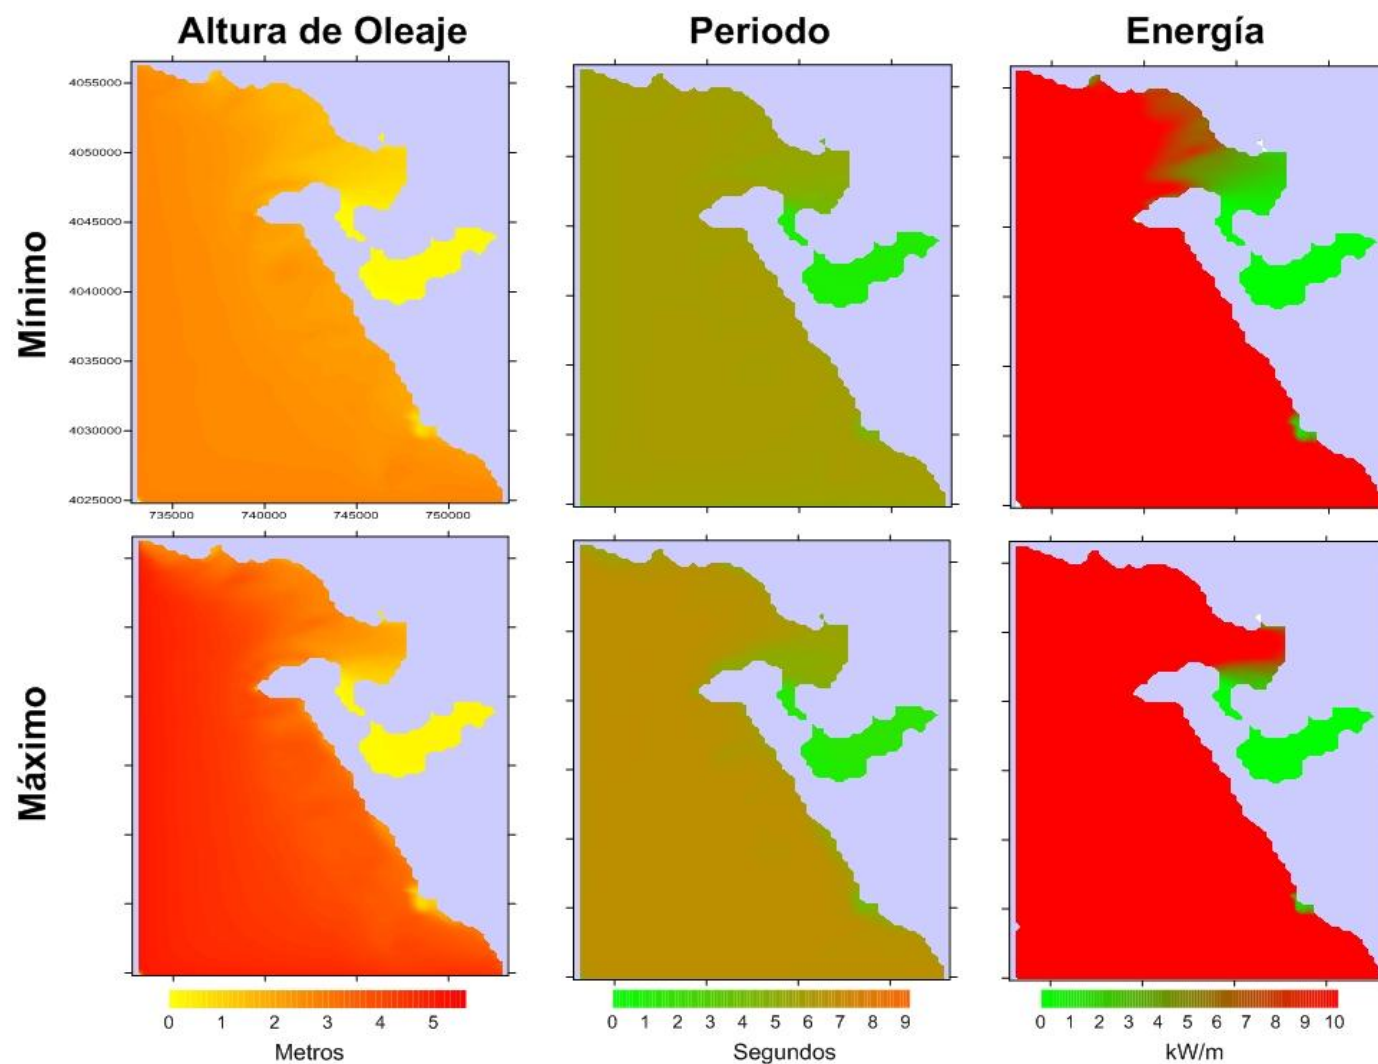 Altura de Oleaje
Periodo
Energía
Mínimo
4055000
4050000
4045000
4040000
4035000
4030000
4025000
735000 740000 745000 750000
Máximo
0 1 2 3 4 5
Metros
0 1 2 3 4 5 6 7 8 9
Segundos
0 1 2 3 4 5 6 7 8 9 10
kW/m